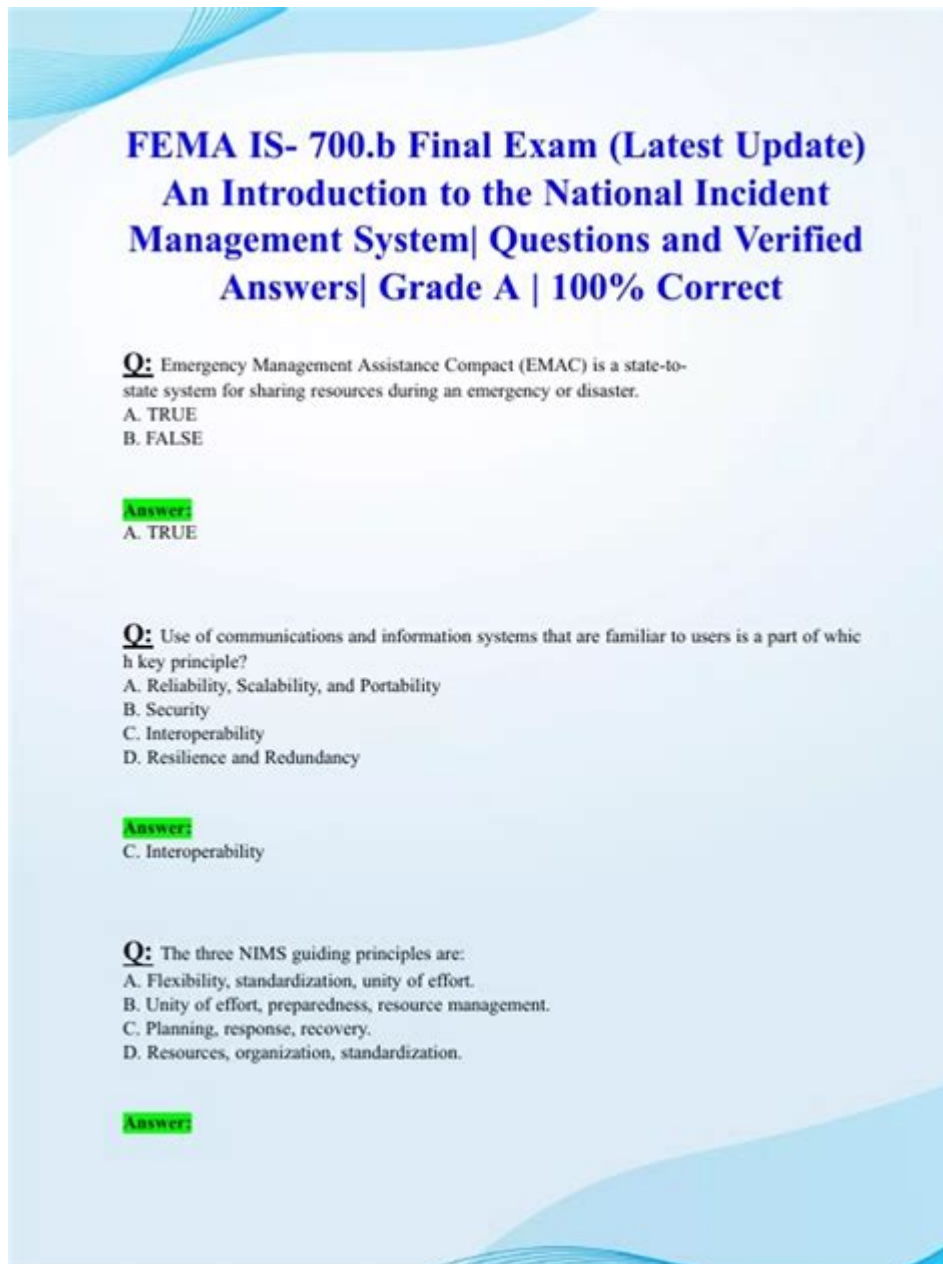 FEMA IS- 700.b Final Exam (Latest Update)
An Introduction to the National Incident
Management System| Questions and Verified
Answers| Grade A | 100% Correct
Q: Emergency Management Assistance Compact (EMAC) is a state-to-
state system for sharing resources during an emergency or disaster.
A. TRUE
B. FALSE
Answer:
A. TRUE
Q: Use of communications and information systems that are familiar to users is a part of whic
h key principle?
A. Reliability, Scalability, and Portability
B. Security
C. Interoperability
D. Resilience and Redundancy
Answer:
C. Interoperability
Q: The three NIMS guiding principles are:
A. Flexibility, standardization, unity of effort.
B. Unity of effort, preparedness, resource management.
C. Planning, response, recovery.
D. Resources, organization, standardization.
Answer: